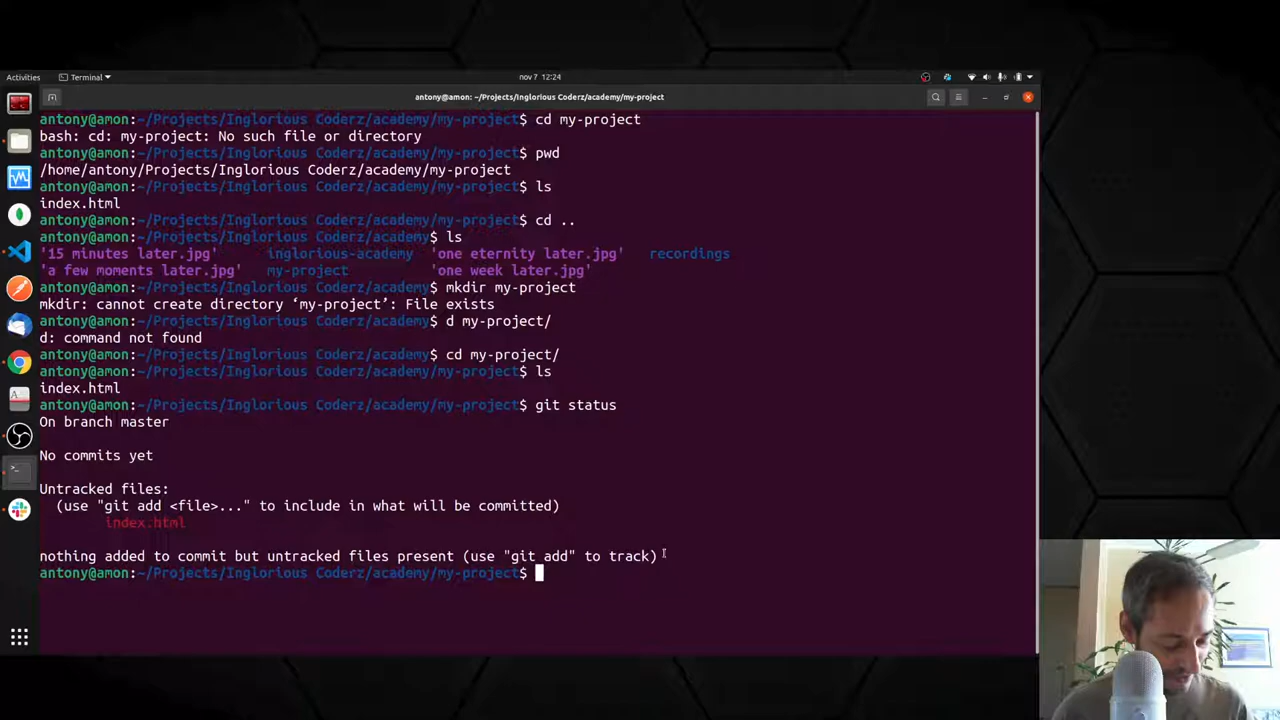 Activities Terminal nov 7 12:24
antony@amon: ~/Projects/Inglorious Coderz/academy/my-project
antony@amon:~/Projects/Inglorious Coderz/academy/my-project$ cd my-project
bash: cd: my-project: No such file or directory
antony@amon:~/Projects/Inglorious Coderz/academy/my-project$ pwd
/home/antony/Projects/Inglorious Coderz/academy/my-project
antony@amon:~/Projects/Inglorious Coderz/academy/my-project$ ls
index.html
antony@amon:~/Projects/Inglorious Coderz/academy/my-project$ cd ..
antony@amon:~/Projects/Inglorious Coderz/academy$ ls
'15 minutes later.jpg' inglorious-academy 'one eternity later.jpg' recordings
'a few moments later.jpg' my-project 'one week later.jpg'
antony@amon:~/Projects/Inglorious Coderz/academy$ mkdir my-project
mkdir: cannot create directory ‘my-project’: File exists
antony@amon:~/Projects/Inglorious Coderz/academy$ d my-project/
d: command not found
antony@amon:~/Projects/Inglorious Coderz/academy$ cd my-project/
antony@amon:~/Projects/Inglorious Coderz/academy/my-project$ ls
index.html
antony@amon:~/Projects/Inglorious Coderz/academy/my-project$ git status
On branch master
No commits yet
Untracked files:
(use "git add <file>..." to include in what will be committed)
index.html
nothing added to commit but untracked files present (use "git add" to track)
antony@amon:~/Projects/Inglorious Coderz/academy/my-project$